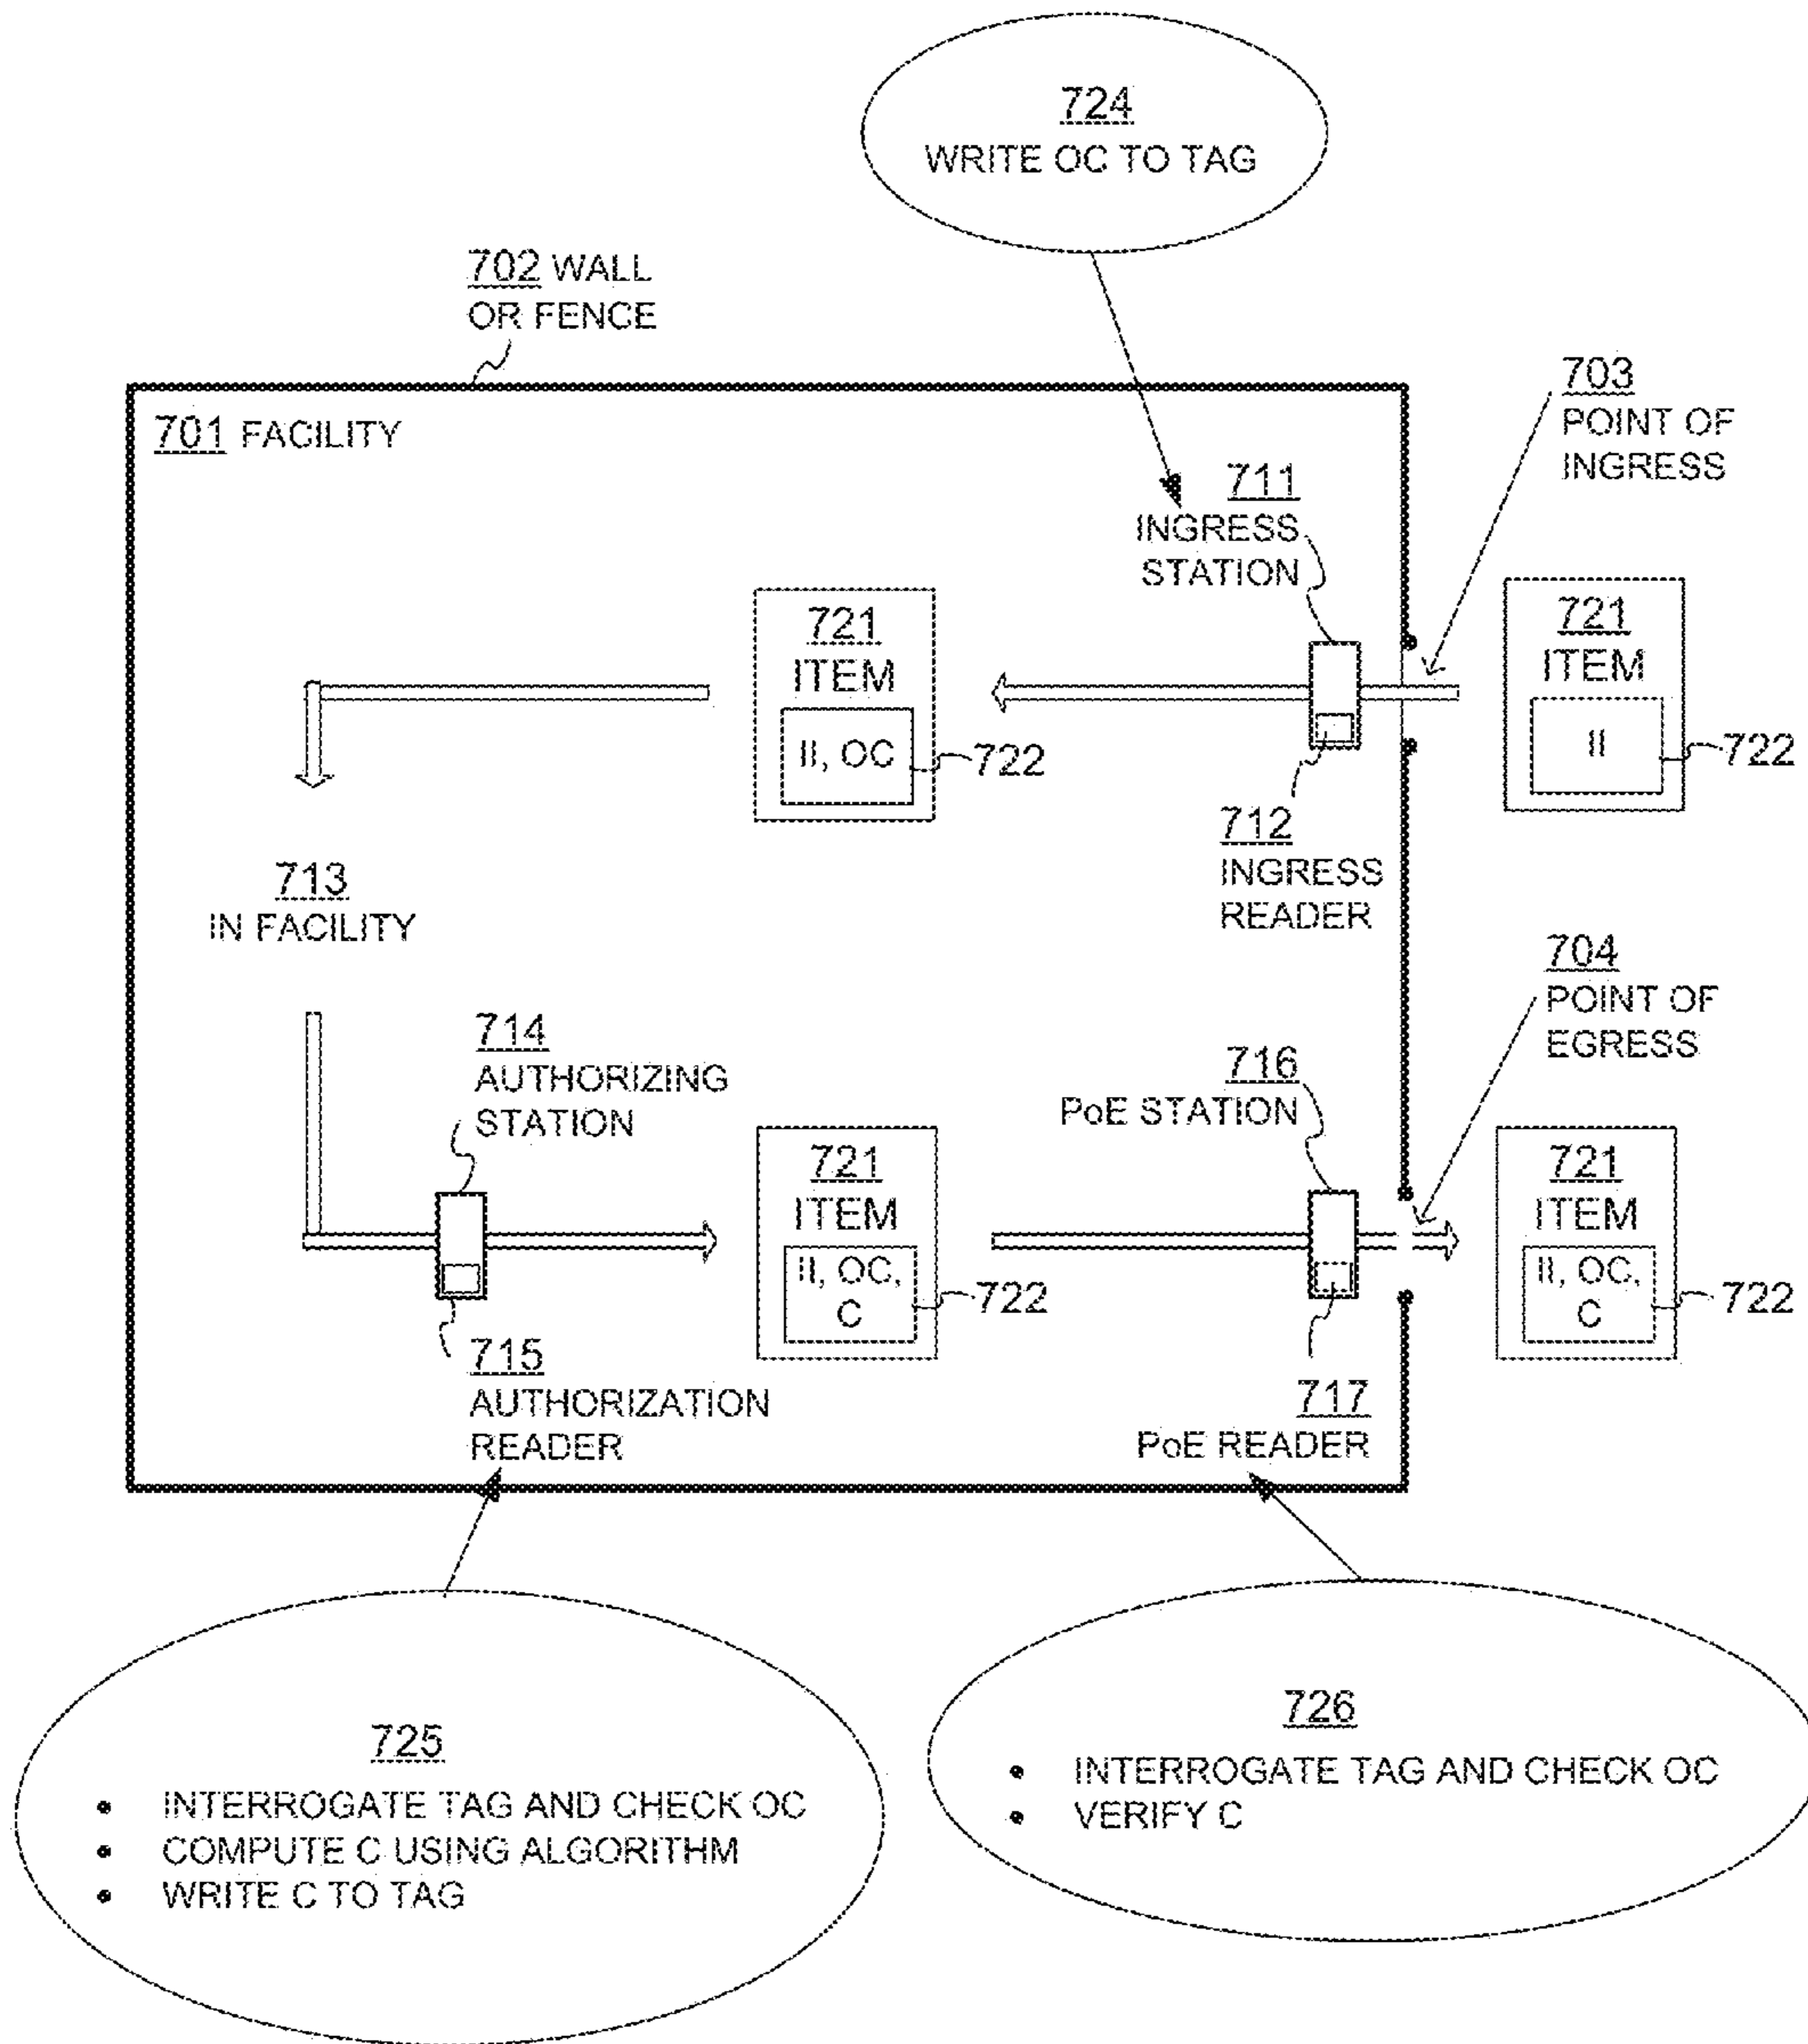 724
WRITE OC TO TAG
702 WALL
OR FENCE
703
POINT OF
INGRESS
701 FACILITY
711
INGRESS
STATION
721
ITEM
II, OC
722
721
ITEM
II
722
712
INGRESS
READER
713
IN FACILITY
704
POINT OF
EGRESS
714
AUTHORIZING
STATION
716
PoE STATION
721
ITEM
II, OC,
C
722
721
ITEM
II, OC,
C
722
715
AUTHORIZATION
READER
717
PoE READER
725
• INTERROGATE TAG AND CHECK OC
• COMPUTE C USING ALGORITHM
• WRITE C TO TAG
726
• INTERROGATE TAG AND CHECK OC
• VERIFY C